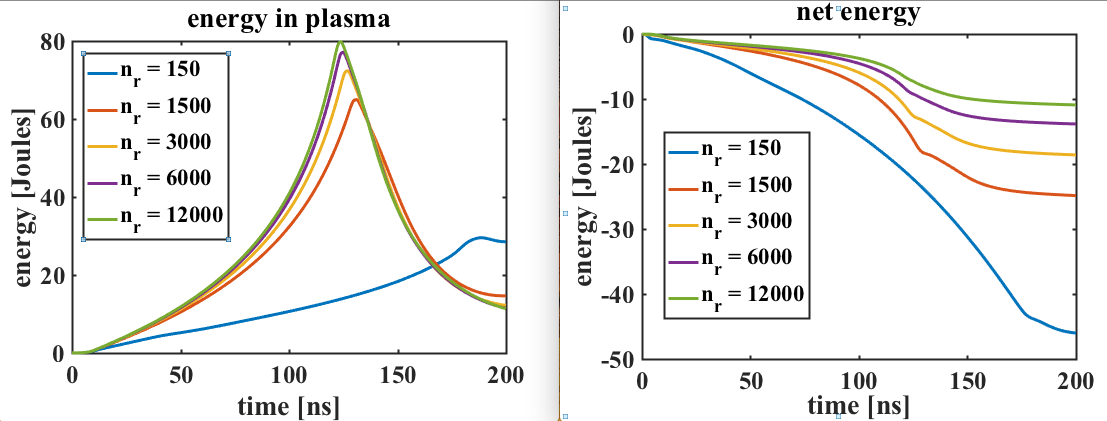 energy in plasma
energy [Joules]
80
60
40
20
0
n_r = 150
n_r = 1500
n_r = 3000
n_r = 6000
n_r = 12000
0 50 100 150 200
time [ns]
net energy
energy [Joules]
0
-10
-20
-30
-40
-50
n_r = 150
n_r = 1500
n_r = 3000
n_r = 6000
n_r = 12000
0 50 100 150 200
time [ns]